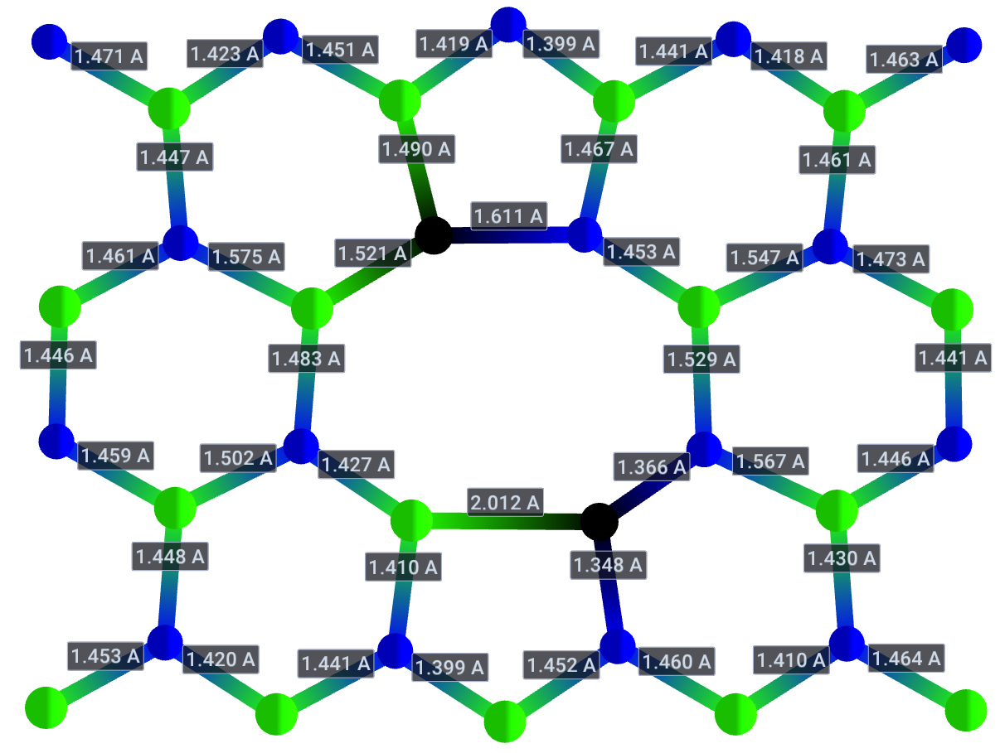 1.471 A
1.423 A
1.451 A
1.419 A
1.399 A
1.441 A
1.418 A
1.463 A
1.447 A
1.490 A
1.467 A
1.461 A
1.611 A
1.461 A
1.575 A
1.521 A
1.453 A
1.547 A
1.473 A
1.446 A
1.483 A
1.529 A
1.441 A
1.459 A
1.502 A
1.427 A
1.366 A
1.567 A
1.446 A
2.012 A
1.448 A
1.410 A
1.348 A
1.430 A
1.453 A
1.420 A
1.441 A
1.399 A
1.452 A
1.460 A
1.410 A
1.464 A